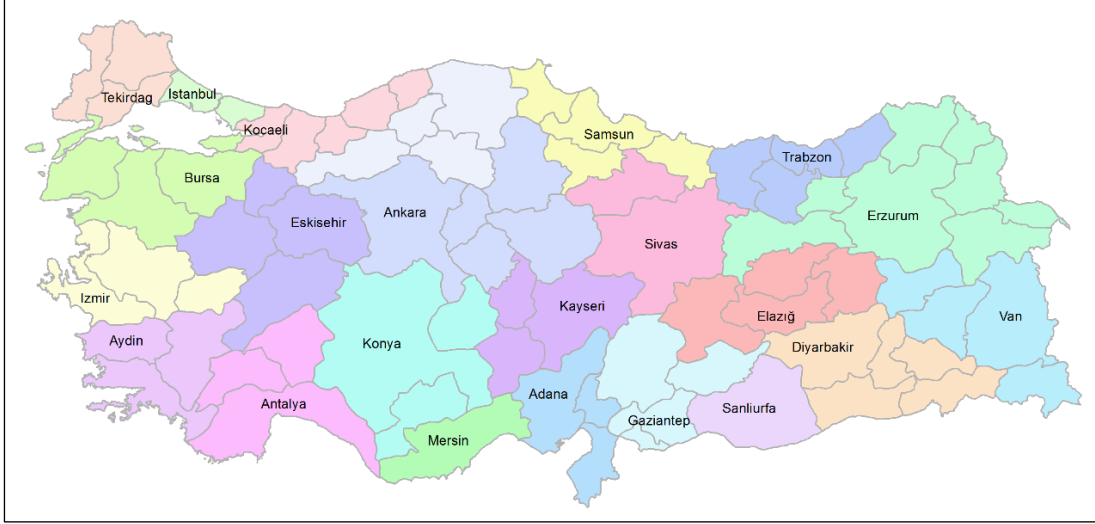 Tekirdag
Istanbul
Kocaeli
Samsun
Trabzon
Bursa
Eskisehir
Ankara
Erzurum
Sivas
Izmir
Kayseri
Elazığ
Van
Aydin
Konya
Diyarbakir
Antalya
Adana
Sanliurfa
Gaziantep
Mersin